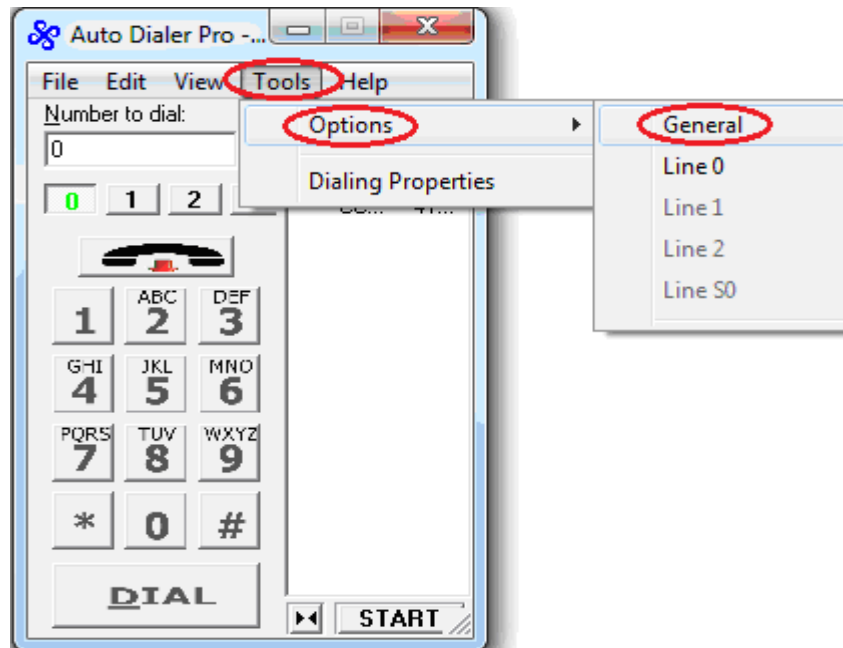 Auto Dialer Pro -...
File Edit View Tools Help
Number to dial:
0
Options
Dialing Properties
General
Line 0
Line 1
Line 2
Line S0
0 1 2
1
ABC
2
DEF
3
GHI
4
JKL
5
MNO
6
PQRS
7
TUV
8
WXYZ
9
*
0
#
DIAL
START